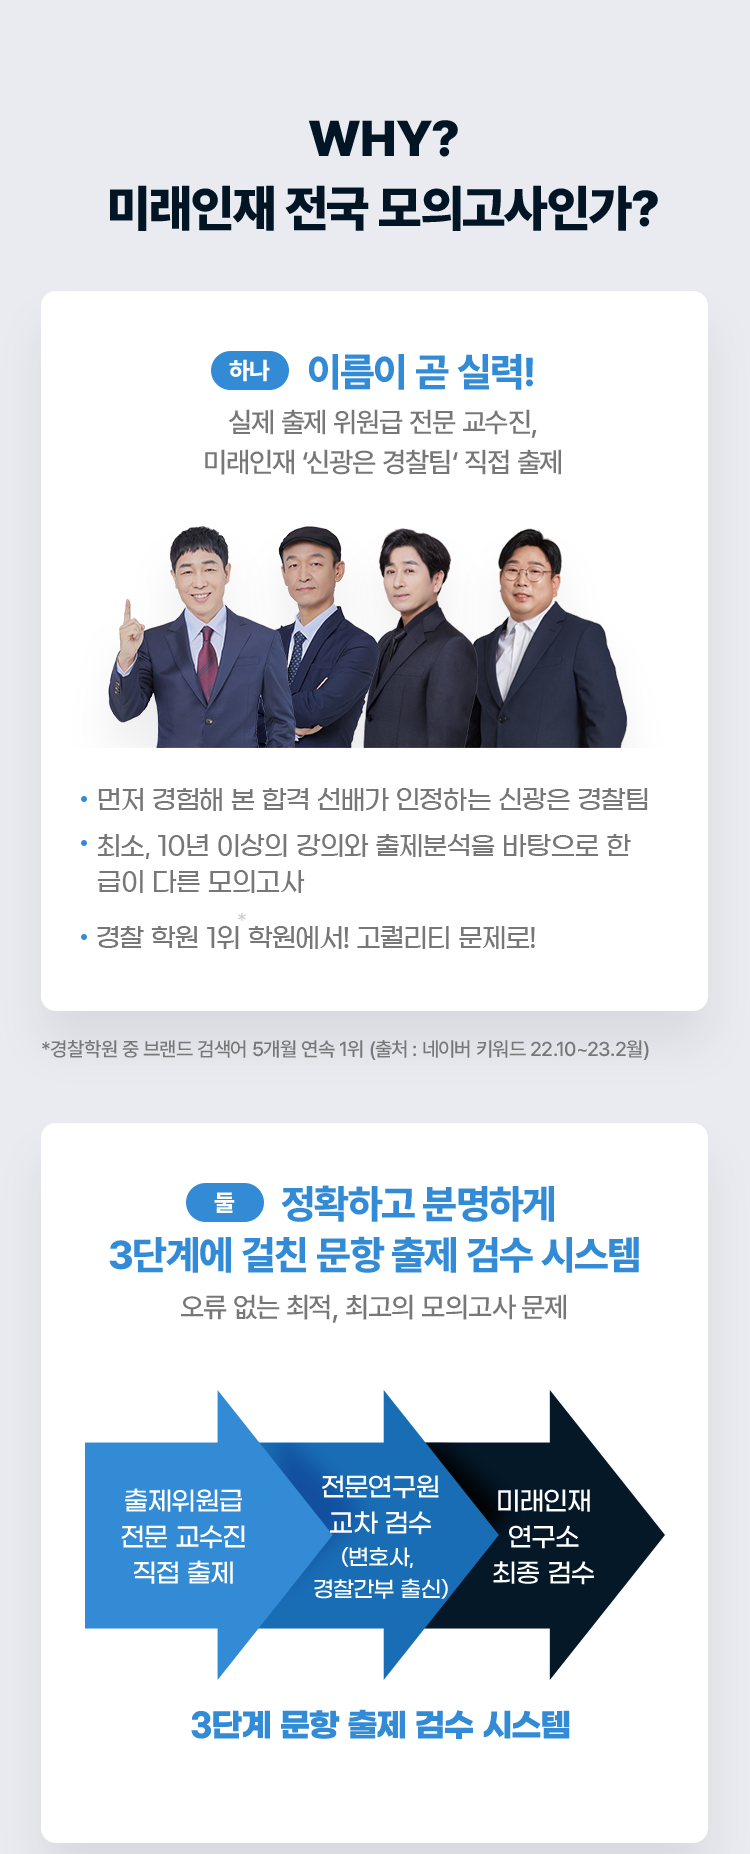 WHY?
미래인재 전국 모의고사인가?
하나 이름이 곧 실력!
실제 출제 위원급 전문 교수진,
미래인재 ‘신광은 경찰팀‘ 직접 출제
• 먼저 경험해 본 합격 선배가 인정하는 신광은 경찰팀
• 최소, 10년 이상의 강의와 출제분석을 바탕으로 한
급이 다른 모의고사
• 경찰 학원 1위* 학원에서! 고퀄리티 문제로!
*경찰학원 중 브랜드 검색어 5개월 연속 1위 (출처 : 네이버 키워드 22.10~23.2월)
둘 정확하고 분명하게
3단계에 걸친 문항 출제 검수 시스템
오류 없는 최적, 최고의 모의고사 문제
출제위원급
전문 교수진
직접 출제
전문연구원
교차 검수
(변호사,
경찰간부 출신)
미래인재
연구소
최종 검수
3단계 문항 출제 검수 시스템